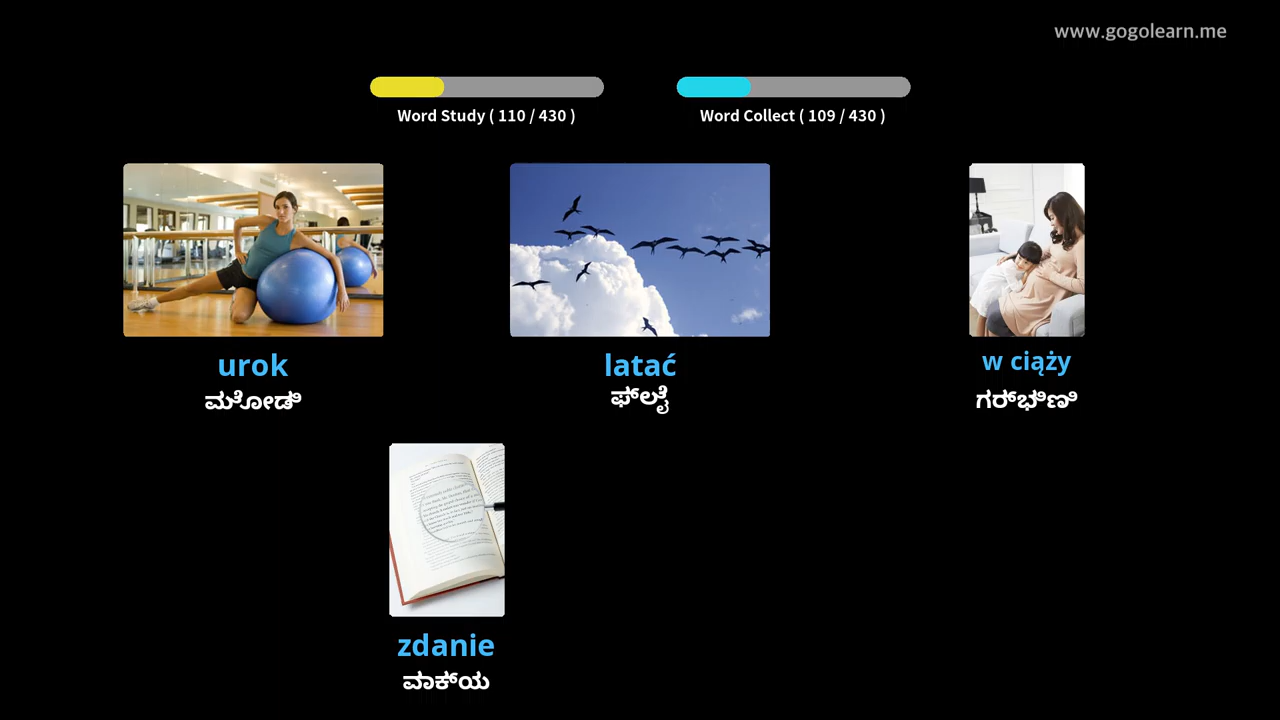 www.gogolearn.me
Word Study ( 110 / 430 )
Word Collect ( 109 / 430 )
urok
ಮೋಡಿ
latać
ಫ್ಲೈ
w ciąży
ಗರ್ಭಿಣಿ
zdanie
ವಾಕ್ಯ